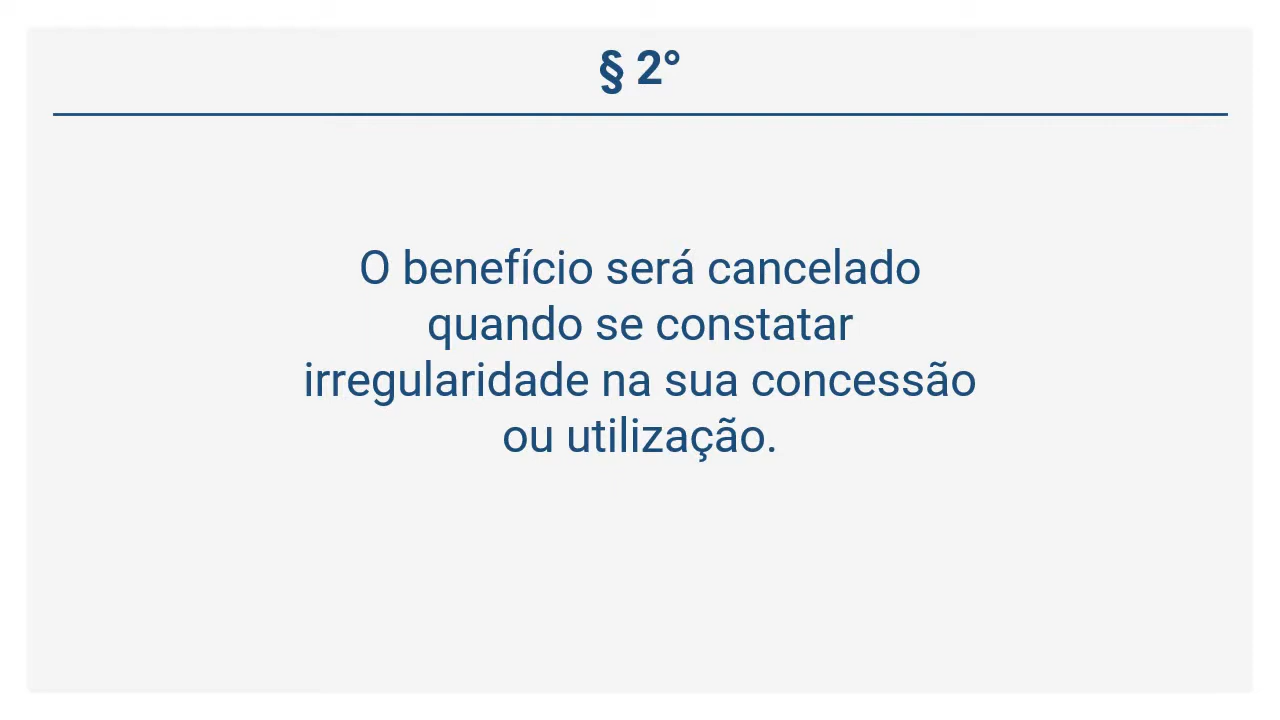 § 2°
O benefício será cancelado
quando se constatar
irregularidade na sua concessão
ou utilização.